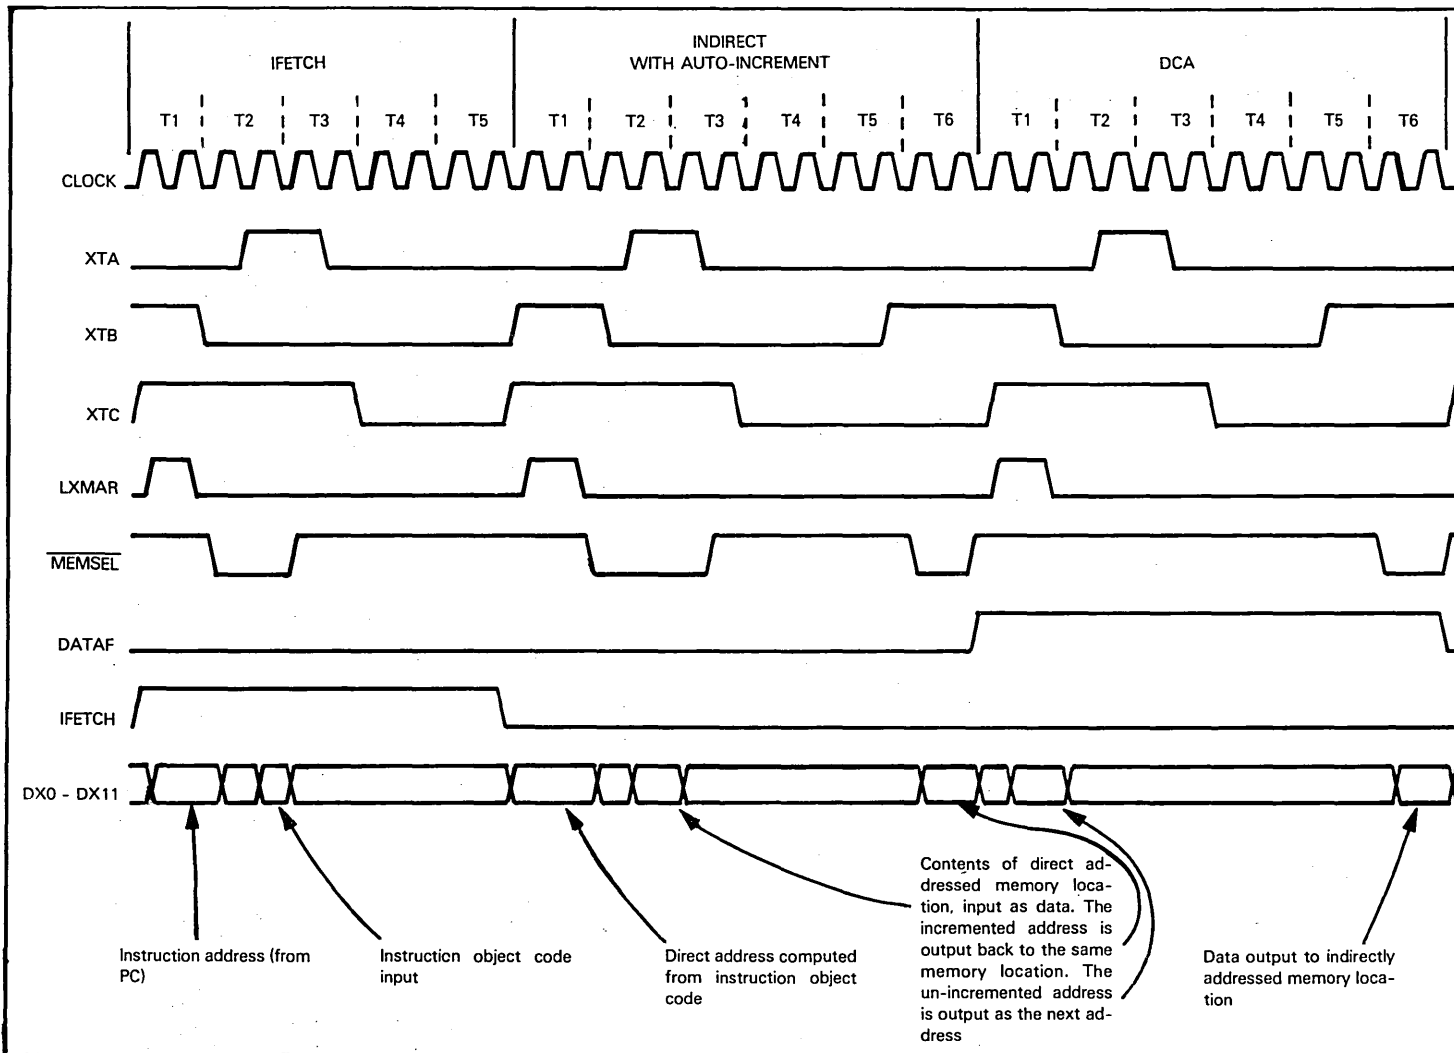 IFETCH
INDIRECT
WITH AUTO-INCREMENT
DCA
T1 T2 T3 T4 T5 T1 T2 T3 T4 T5 T6 T1 T2 T3 T4 T5 T6
CLOCK
XTA
XTB
XTC
LXMAR
MEMSEL
DATAF
IFETCH
DX0 - DX11
Instruction address (from
PC)
Instruction object code
input
Direct address computed
from instruction object
code
Contents of direct ad-
dressed memory loca-
tion, input as data. The
incremented address is
output back to the same
memory location. The
un-incremented address
is output as the next ad-
dress
Data output to indirectly
addressed memory loca-
tion